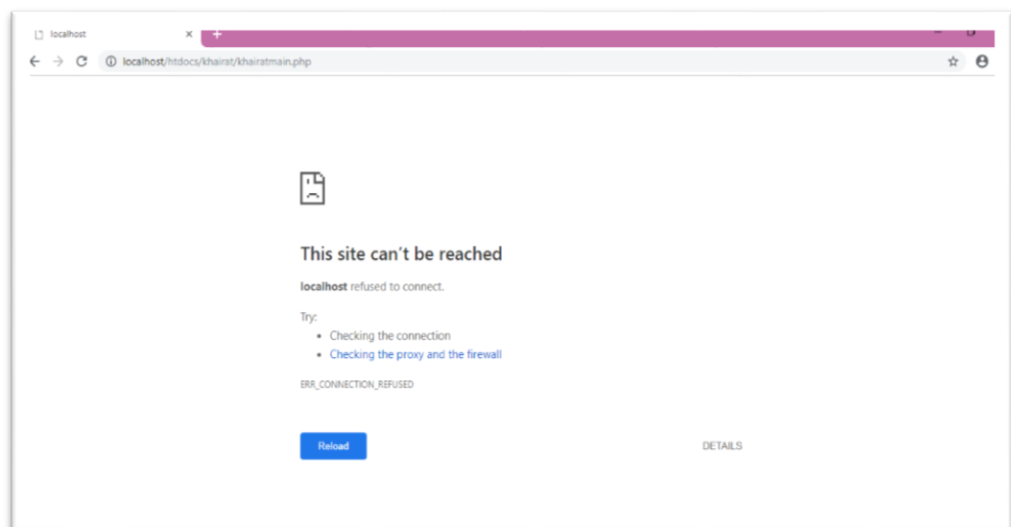 localhost
localhost/htdocs/khairat/khairatmain.php
This site can't be reached
localhost refused to connect.
Try:
• Checking the connection
• Checking the proxy and the firewall
ERR_CONNECTION_REFUSED
Reload DETAILS